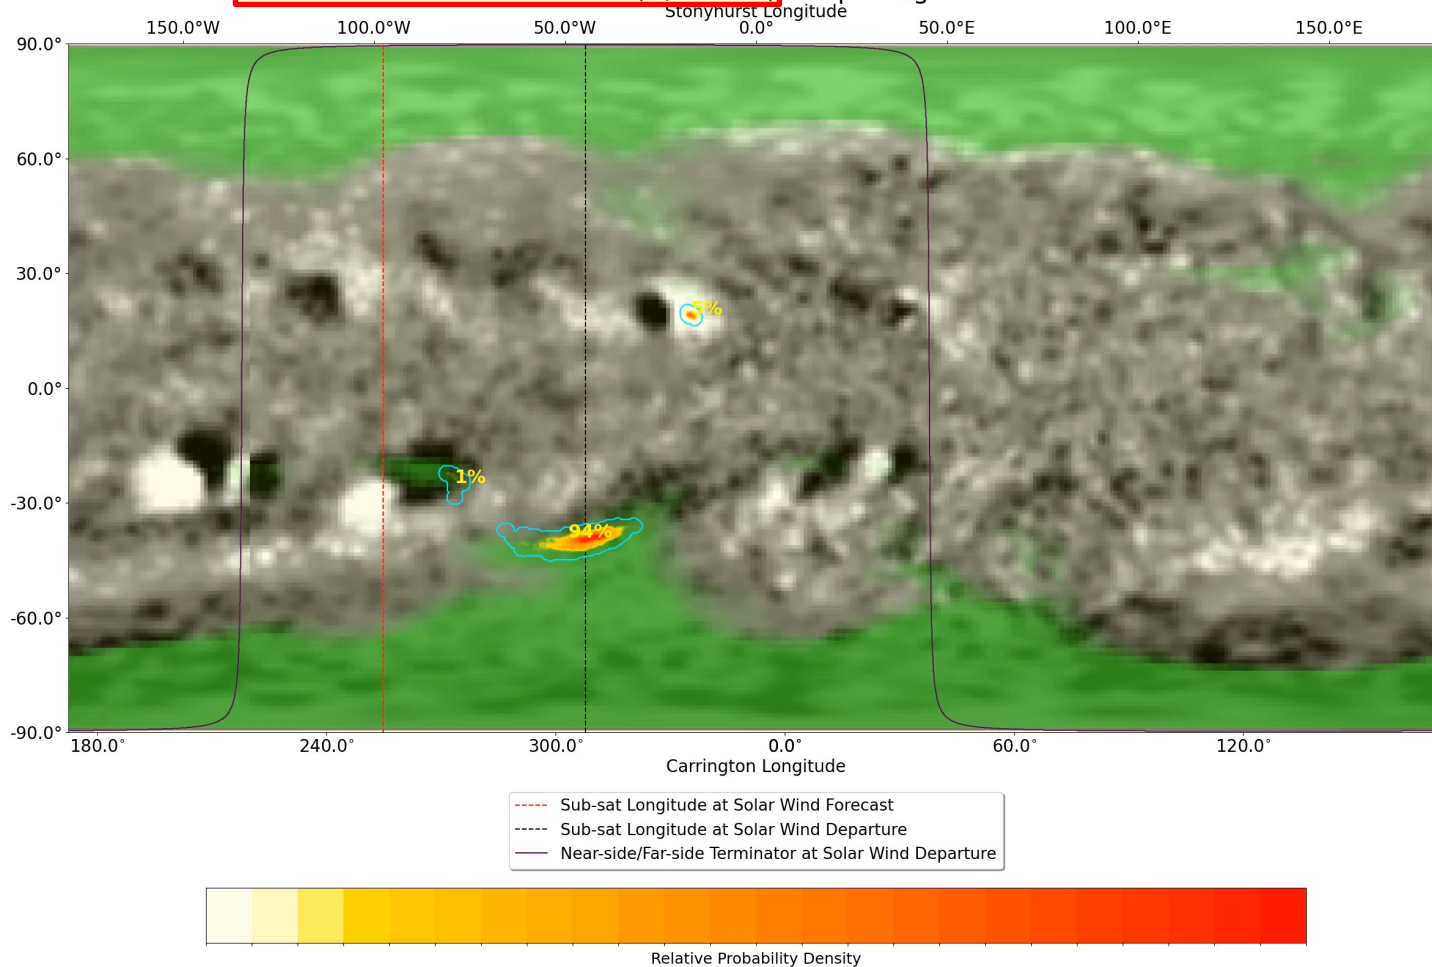 Stonyhurst Longitude
150.0°W 100.0°W 50.0°W 0.0° 50.0°E 100.0°E 150.0°E
90.0°
60.0°
30.0°
5%
0.0°
1%
-30.0°
94%
-60.0°
-90.0°
180.0° 240.0° 300.0° 0.0° 60.0° 120.0°
Carrington Longitude
Sub-sat Longitude at Solar Wind Forecast
Sub-sat Longitude at Solar Wind Departure
Near-side/Far-side Terminator at Solar Wind Departure
Relative Probability Density